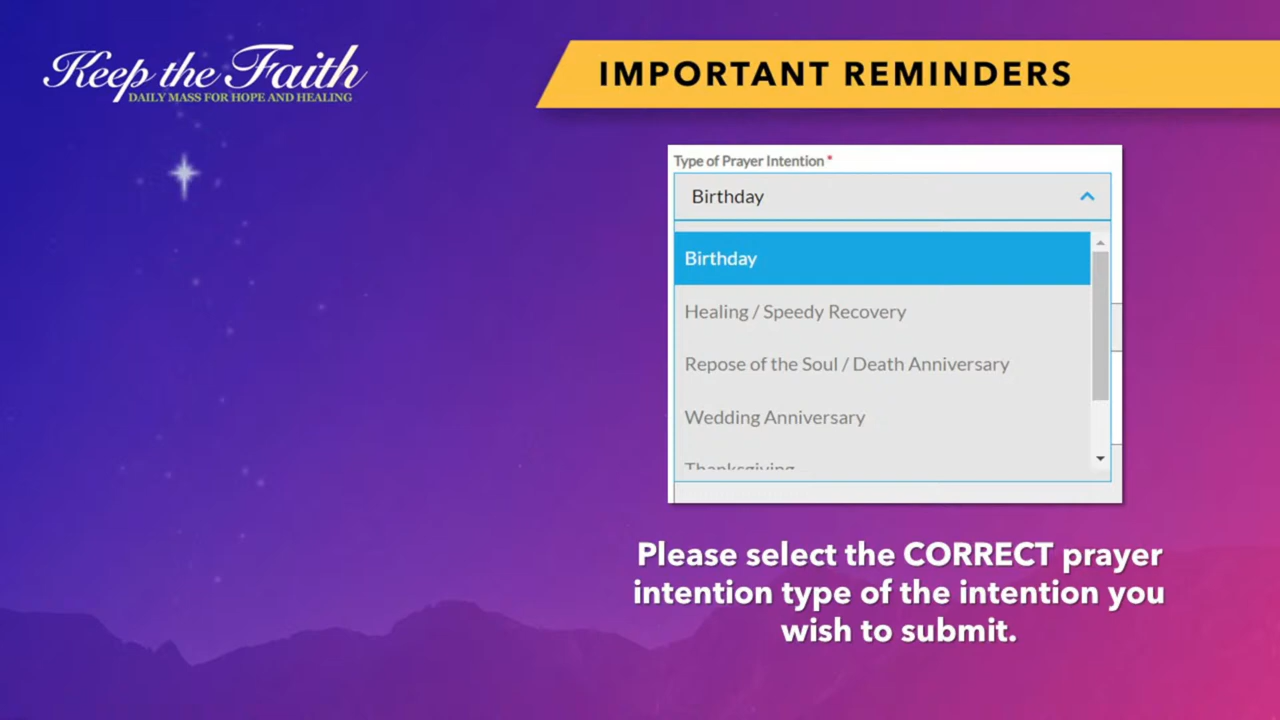 Keep the Faith
DAILY MASS FOR HOPE AND HEALING
IMPORTANT REMINDERS
Type of Prayer Intention *
Birthday
Birthday
Healing / Speedy Recovery
Repose of the Soul / Death Anniversary
Wedding Anniversary
Thanksgiving
Please select the CORRECT prayer
intention type of the intention you
wish to submit.